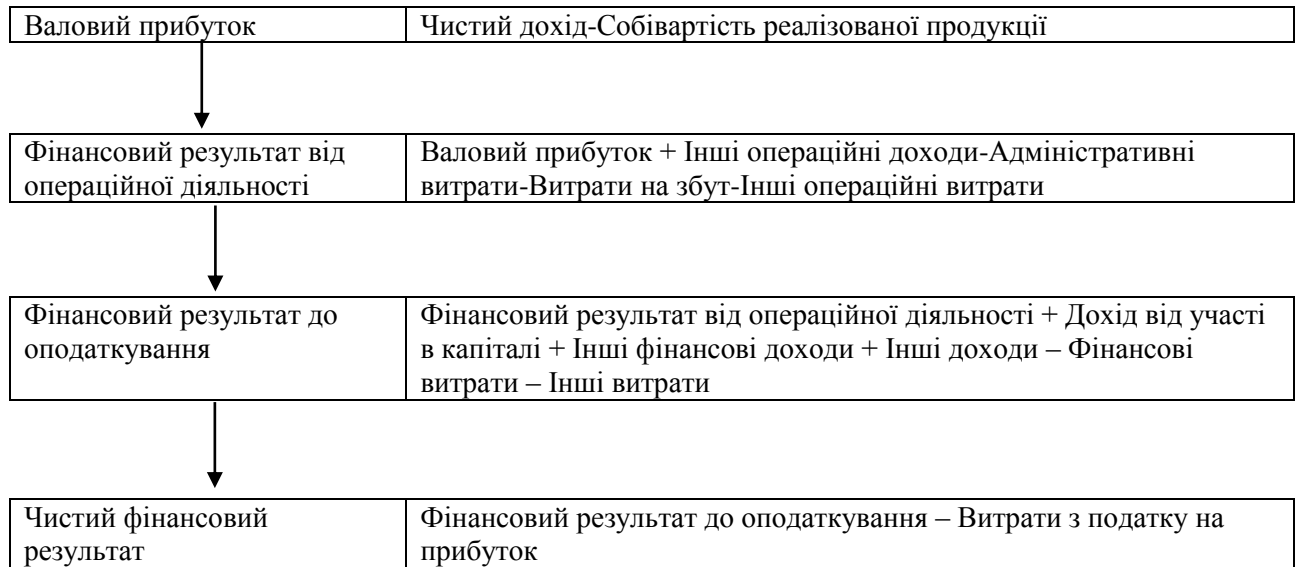 Валовий прибуток
Чистий дохід-Собівартість реалізованої продукції
Фінансовий результат від
операційної діяльності
Валовий прибуток + Інші операційні доходи-Адміністративні
витрати-Витрати на збут-Інші операційні витрати
Фінансовий результат до
оподаткування
Фінансовий результат від операційної діяльності + Дохід від участі
в капіталі + Інші фінансові доходи + Інші доходи – Фінансові
витрати – Інші витрати
Чистий фінансовий
результат
Фінансовий результат до оподаткування – Витрати з податку на
прибуток